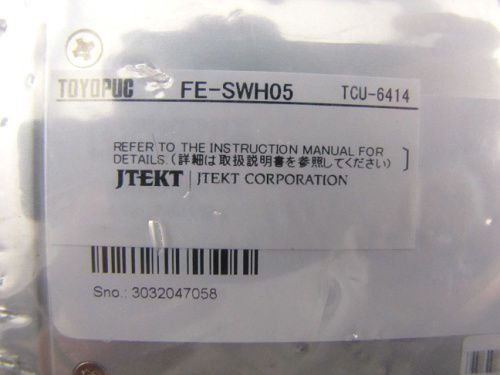 TOYOPUC FE-SWH05 TCU-6414
REFER TO THE INSTRUCTION MANUAL FOR
DETAILS.(詳細は取扱説明書を参照してください)
JTEKT JTEKT CORPORATION
Sno.: 3032047058